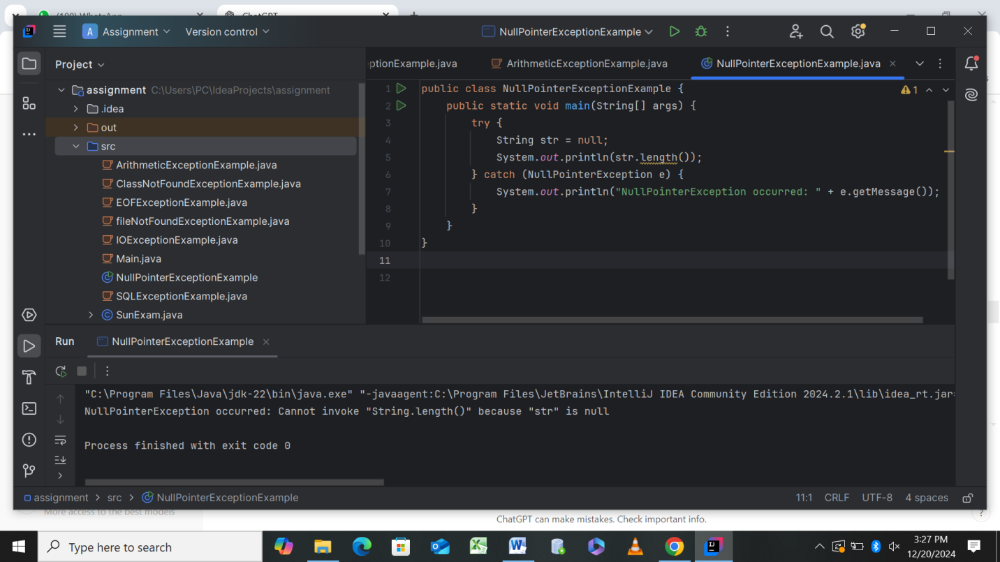 (199) WhatsApp
ChatGPT
A Assignment Version control NullPointerExceptionExample
Project
ptionExample.java ArithmeticExceptionExample.java NullPointerExceptionExample.java
assignment C:\Users\PC\IdeaProjects\assignment
.idea
out
src
ArithmeticExceptionExample.java
ClassNotFoundExceptionExample.java
EOFExceptionExample.java
fileNotFoundExceptionExample.java
IOExceptionExample.java
Main.java
NullPointerExceptionExample
SQLExceptionExample.java
SunExam.java
1 public class NullPointerExceptionExample {
2 public static void main(String[] args) {
3 try {
4 String str = null;
5 System.out.println(str.length());
6 } catch (NullPointerException e) {
7 System.out.println("NullPointerException occurred: " + e.getMessage());
8 }
9 }
10 }
11
12
1
Run NullPointerExceptionExample
"C:\Program Files\Java\jdk-22\bin\java.exe" "-javaagent:C:\Program Files\JetBrains\IntelliJ IDEA Community Edition 2024.2.1\lib\idea_rt.jar=
NullPointerException occurred: Cannot invoke "String.length()" because "str" is null
Process finished with exit code 0
assignment > src > NullPointerExceptionExample
11:1 CRLF UTF-8 4 spaces
More access to the best models
ChatGPT can make mistakes. Check important info.
?
Type here to search
3:27 PM
12/20/2024